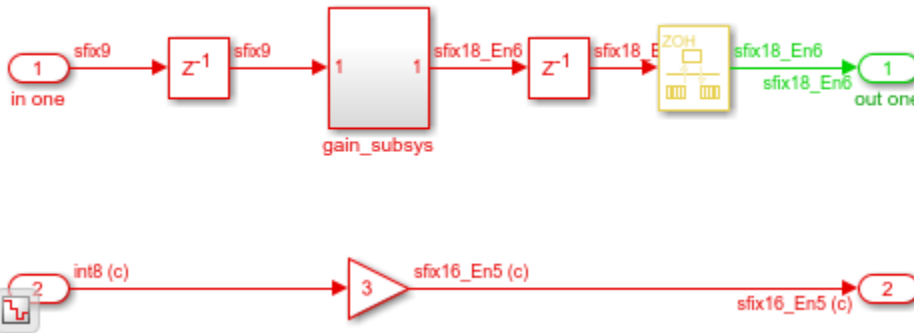 sfix9
sfix9
sfix18_En6
sfix18_E
ZOH
sfix18_En6
1
Z-1
1
1
Z-1
1
sfix18_En6
in one
out one
gain_subsys
int8 (c)
sfix16_En5 (c)
2
3
2
sfix16_En5 (c)